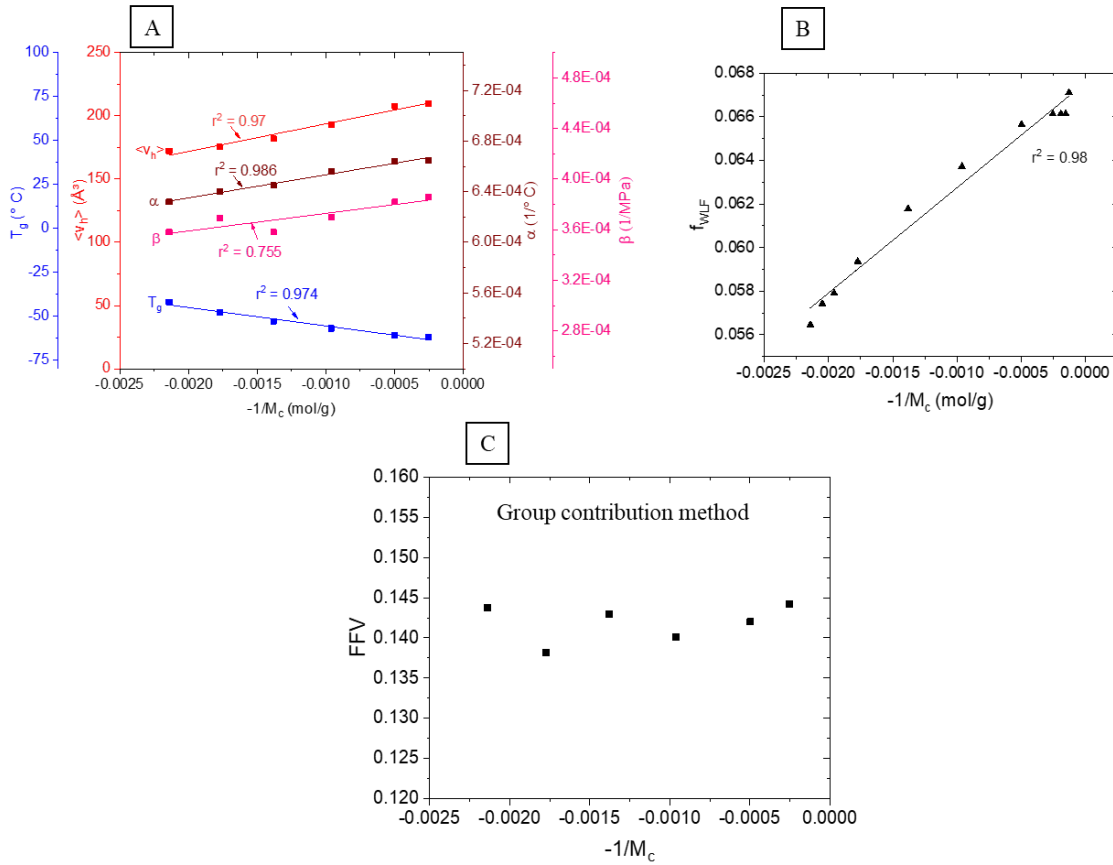 A
100
75
50
25
0
-25
-50
-75
T_g (° C)
250
200
150
100
50
0
<v_h> (Å³)
r² = 0.97
<v_h>
r² = 0.986
α
β
r² = 0.755
r² = 0.974
T_g
7.2E-04
6.8E-04
6.4E-04
6.0E-04
5.6E-04
5.2E-04
α (1/° C)
4.8E-04
4.4E-04
4.0E-04
3.6E-04
3.2E-04
2.8E-04
β (1/MPa)
-0.0025 -0.0020 -0.0015 -0.0010 -0.0005 0.0000
-1/M_c (mol/g)
B
0.068
0.066
0.064
0.062
0.060
0.058
0.056
f_WLF
r² = 0.98
-0.0025 -0.0020 -0.0015 -0.0010 -0.0005 0.0000
-1/M_c (mol/g)
C
0.160
0.155
0.150
0.145
0.140
0.135
0.130
0.125
0.120
FFV
Group contribution method
-0.0025 -0.0020 -0.0015 -0.0010 -0.0005 0.0000
-1/M_c